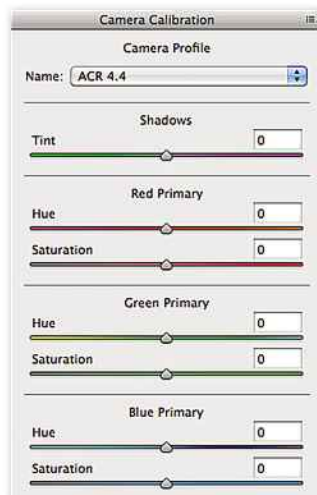 Camera Calibration
Camera Profile
Name: ACR 4.4
Shadows
Tint 0
Red Primary
Hue 0
Saturation 0
Green Primary
Hue 0
Saturation 0
Blue Primary
Hue 0
Saturation 0